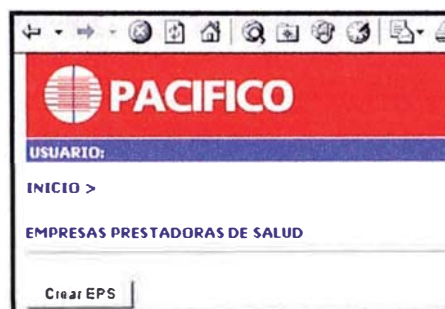 PACIFICO
USUARIO:
INICIO >
EMPRESAS PRESTADORAS DE SALUD
Crear EPS